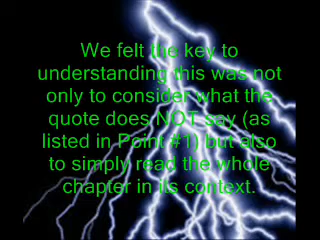 We felt the key to
understanding this was not
only to consider what the
quote does NOT say (as
listed in Point #1) but also
to simply read the whole
chapter in its context.